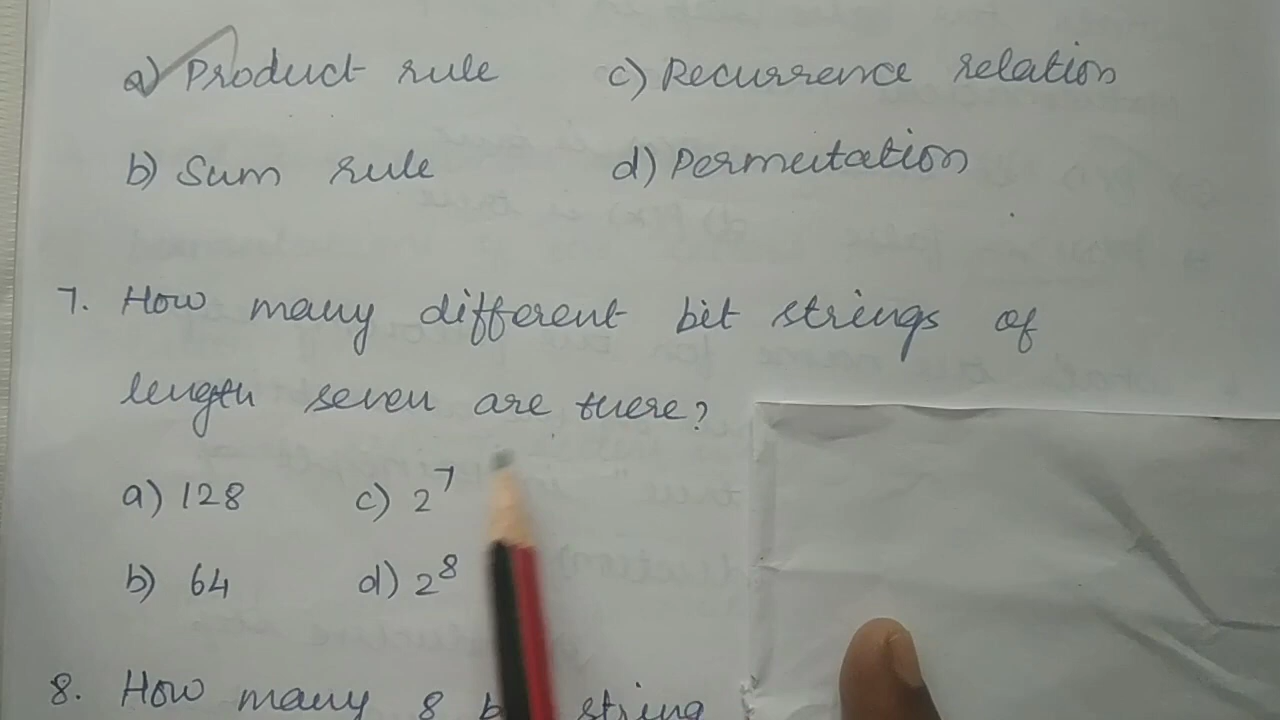 a) Product rule c) Recurrence relation
b) Sum rule d) Permutation
7. How many different bit strings of
length seven are there?
a) 128 c) 2⁷
b) 64 d) 2⁸
8. How many 8 b string